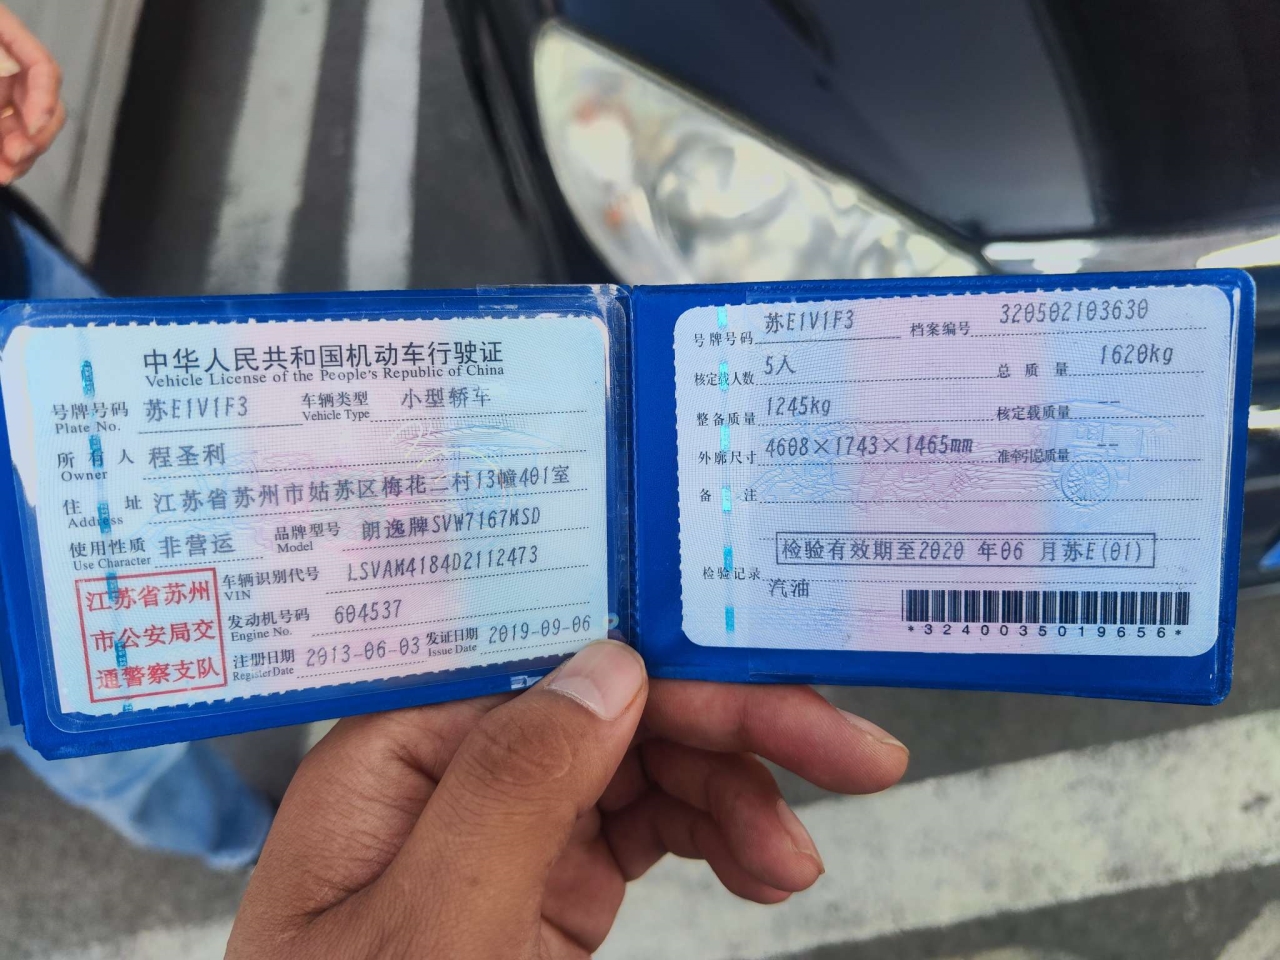 中华人民共和国机动车行驶证
Vehicle License of the People's Republic of China
号牌号码 Plate No. 苏E1V1F3 车辆类型 Vehicle Type 小型轿车
所有人 Owner 程圣利
住址 Address 江苏省苏州市姑苏区梅花二村13幢401室
使用性质 Use Character 非营运 品牌型号 Model 朗逸牌SVW7167MSD
车辆识别代号 VIN LSVAM4184D2112473
发动机号码 Engine No. 604537
注册日期 Register Date 2013-06-03 发证日期 Issue Date 2019-09-06
江苏省苏州
市公安局交
通警察支队
号牌号码 苏E1V1F3 档案编号 320502103630
核定载人数 5人 总质量 1620kg
整备质量 1245kg 核定载质量 --
外廓尺寸 4608×1743×1465mm 准牵引总质量 --
备注
检验有效期至2020 年06 月苏E(01)
检验记录
汽油
*3240035019656*